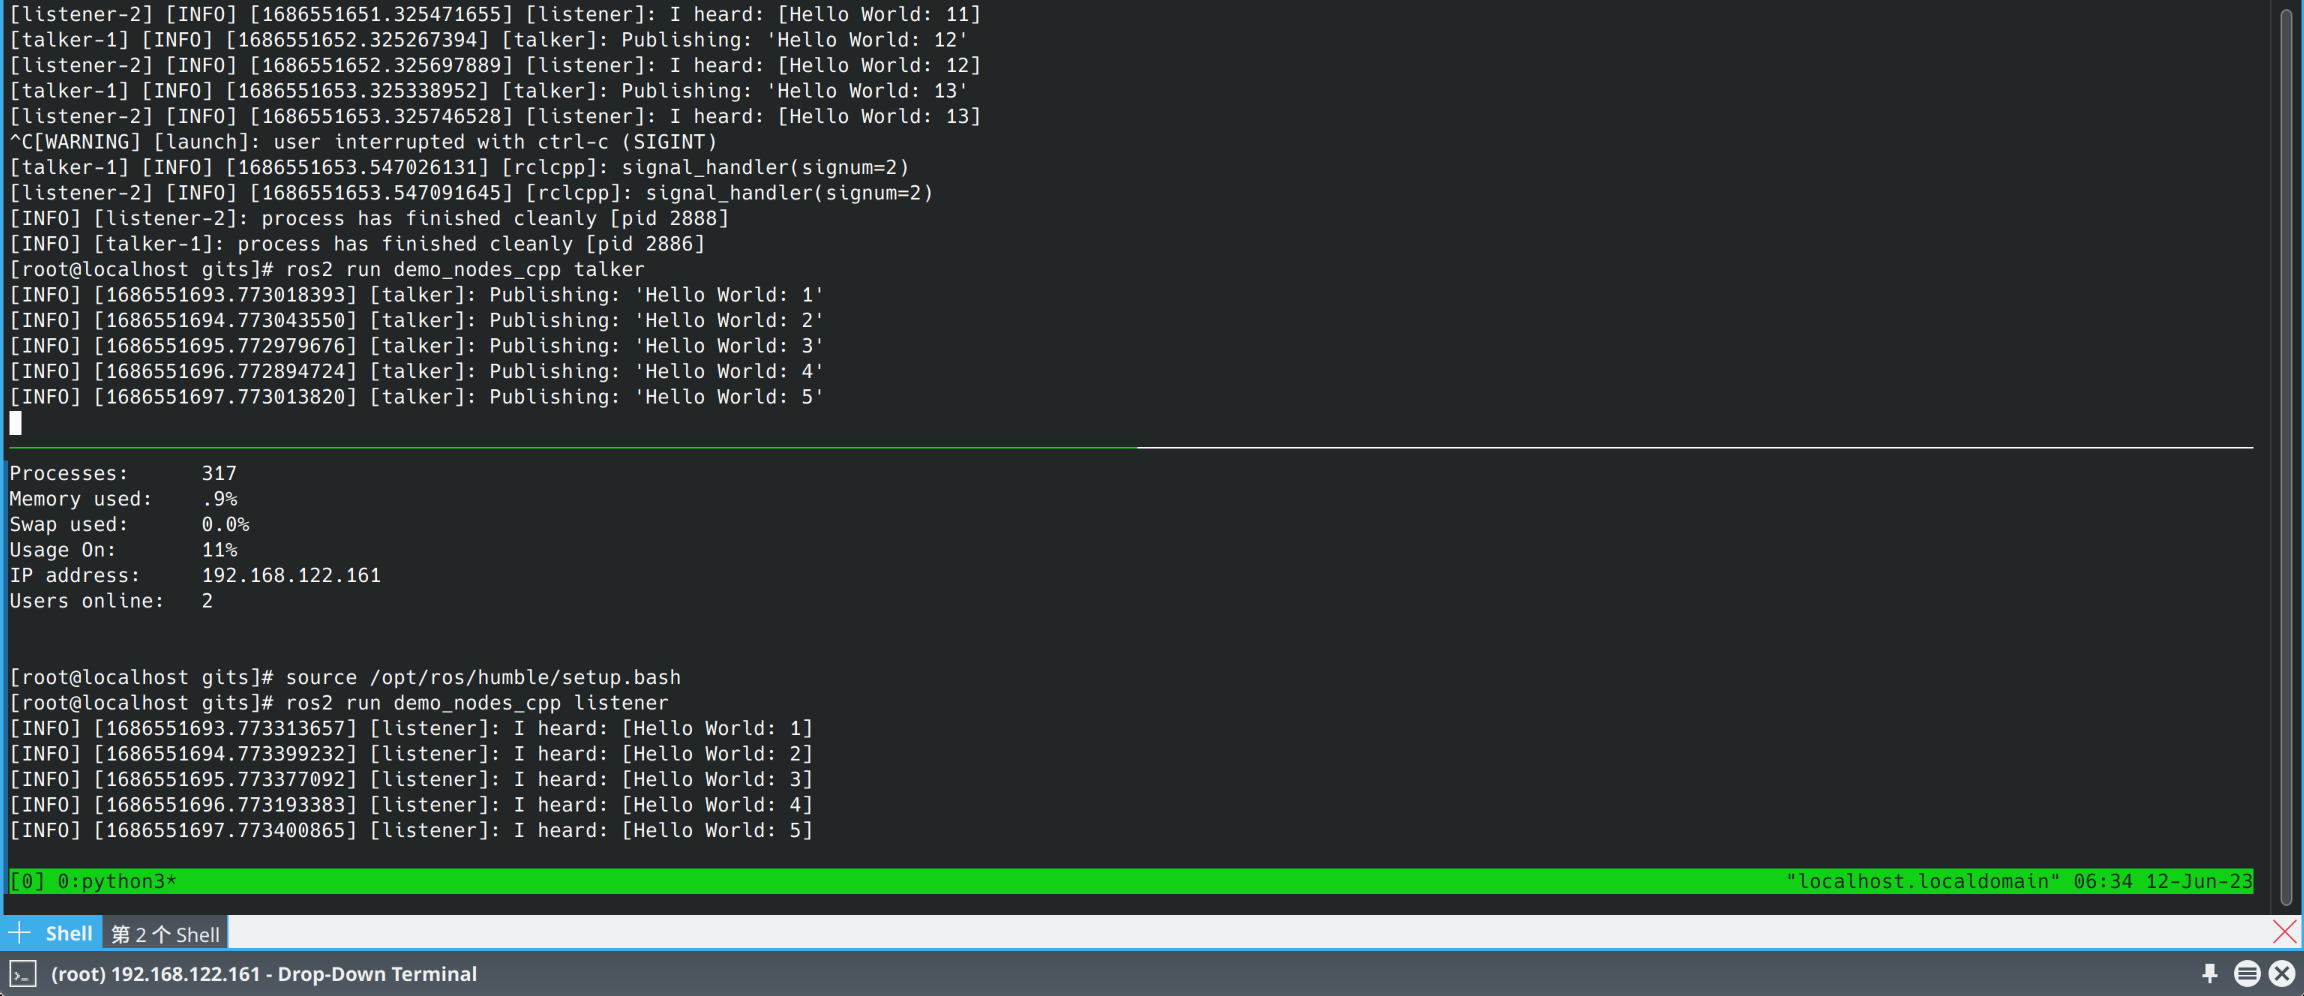 [listener-2] [INFO] [1686551651.325471655] [listener]: I heard: [Hello World: 11]
[talker-1] [INFO] [1686551652.325267394] [talker]: Publishing: 'Hello World: 12'
[listener-2] [INFO] [1686551652.325697889] [listener]: I heard: [Hello World: 12]
[talker-1] [INFO] [1686551653.325338952] [talker]: Publishing: 'Hello World: 13'
[listener-2] [INFO] [1686551653.325746528] [listener]: I heard: [Hello World: 13]
^C[WARNING] [launch]: user interrupted with ctrl-c (SIGINT)
[talker-1] [INFO] [1686551653.547026131] [rclcpp]: signal_handler(signum=2)
[listener-2] [INFO] [1686551653.547091645] [rclcpp]: signal_handler(signum=2)
[INFO] [listener-2]: process has finished cleanly [pid 2888]
[INFO] [talker-1]: process has finished cleanly [pid 2886]
[root@localhost gits]# ros2 run demo_nodes_cpp talker
[INFO] [1686551693.773018393] [talker]: Publishing: 'Hello World: 1'
[INFO] [1686551694.773043550] [talker]: Publishing: 'Hello World: 2'
[INFO] [1686551695.772979676] [talker]: Publishing: 'Hello World: 3'
[INFO] [1686551696.772894724] [talker]: Publishing: 'Hello World: 4'
[INFO] [1686551697.773013820] [talker]: Publishing: 'Hello World: 5'
Processes: 317
Memory used: .9%
Swap used: 0.0%
Usage On: 11%
IP address: 192.168.122.161
Users online: 2
[root@localhost gits]# source /opt/ros/humble/setup.bash
[root@localhost gits]# ros2 run demo_nodes_cpp listener
[INFO] [1686551693.773313657] [listener]: I heard: [Hello World: 1]
[INFO] [1686551694.773399232] [listener]: I heard: [Hello World: 2]
[INFO] [1686551695.773377092] [listener]: I heard: [Hello World: 3]
[INFO] [1686551696.773193383] [listener]: I heard: [Hello World: 4]
[INFO] [1686551697.773400865] [listener]: I heard: [Hello World: 5]
[0] 0:python3* "localhost.localdomain" 06:34 12-Jun-23
Shell 第 2 个 Shell
(root) 192.168.122.161 - Drop-Down Terminal